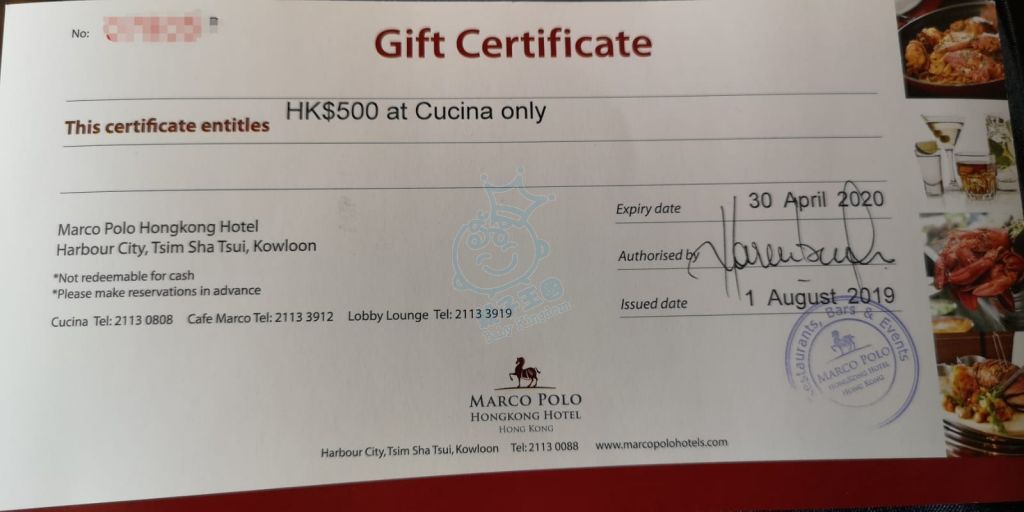 No:
Gift Certificate
This certificate entitles HK$500 at Cucina only
Marco Polo Hongkong Hotel
Harbour City, Tsim Sha Tsui, Kowloon
*Not redeemable for cash
*Please make reservations in advance
Cucina Tel: 2113 0808 Cafe Marco Tel: 2113 3912 Lobby Lounge Tel: 2113 3919
Expiry date 30 April 2020
Authorised by
Issued date 1 August 2019
Baby Kingdom
Restaurants, Bars & Events
MARCO POLO
HONGKONG HOTEL
HONG KONG
MARCO POLO
HONGKONG HOTEL
HONG KONG
Harbour City, Tsim Sha Tsui, Kowloon Tel: 2113 0088 www.marcopolohotels.com